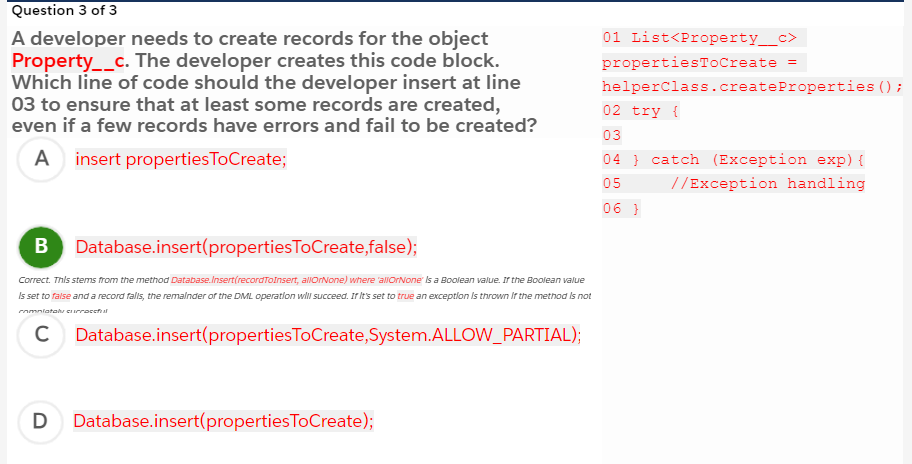 Question 3 of 3
A developer needs to create records for the object
Property__c. The developer creates this code block.
Which line of code should the developer insert at line
03 to ensure that at least some records are created,
even if a few records have errors and fail to be created?
A insert propertiesToCreate;
B Database.insert(propertiesToCreate,false);
Correct. This stems from the method Database.insert(recordToInsert, allOrNone) where 'allOrNone' is a Boolean value. If the Boolean value
is set to false and a record fails, the remainder of the DML operation will succeed. If it's set to true an exception is thrown if the method is not
completely successful.
C Database.insert(propertiesToCreate,System.ALLOW_PARTIAL);
D Database.insert(propertiesToCreate);
01 List<Property__c>
propertiesToCreate =
helperClass.createProperties();
02 try {
03
04 } catch (Exception exp){
05 //Exception handling
06 }